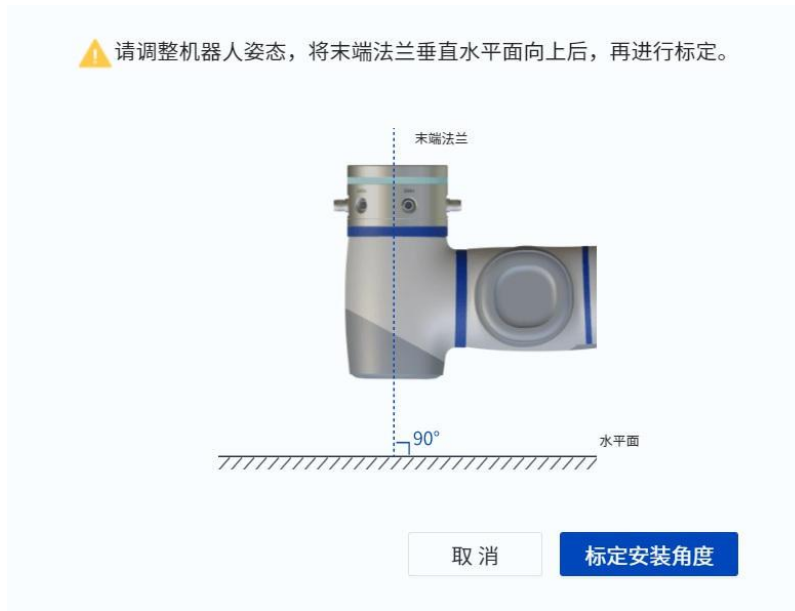 请调整机器人姿态，将末端法兰垂直水平面向上后，再进行标定。
末端法兰
90°
水平面
取消
标定安装角度